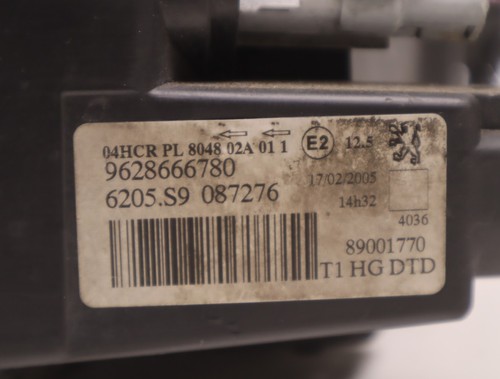 04HCR PL 8048 02A 01 1 E2 12.5
9628666780
17/02/2005
6205.S9 087276
14h32
4036
89001770
T1 HG DTD